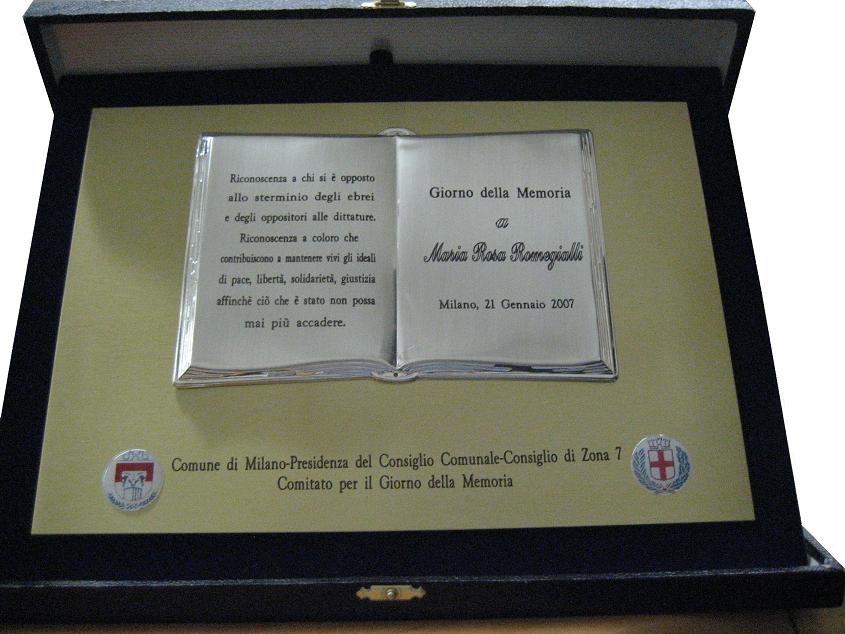 Riconoscenza a chi si è opposto
allo sterminio degli ebrei
e degli oppositori alle dittature.
Riconoscenza a coloro che
contribuiscono a mantenere vivi gli ideali
di pace, libertà, solidarietà, giustizia
affinchè ciò che è stato non possa
mai più accadere.
Giorno della Memoria
a
Maria Rosa Romegialli
Milano, 21 Gennaio 2007
Comune di Milano-Presidenza del Consiglio Comunale-Consiglio di Zona 7
Comitato per il Giorno della Memoria